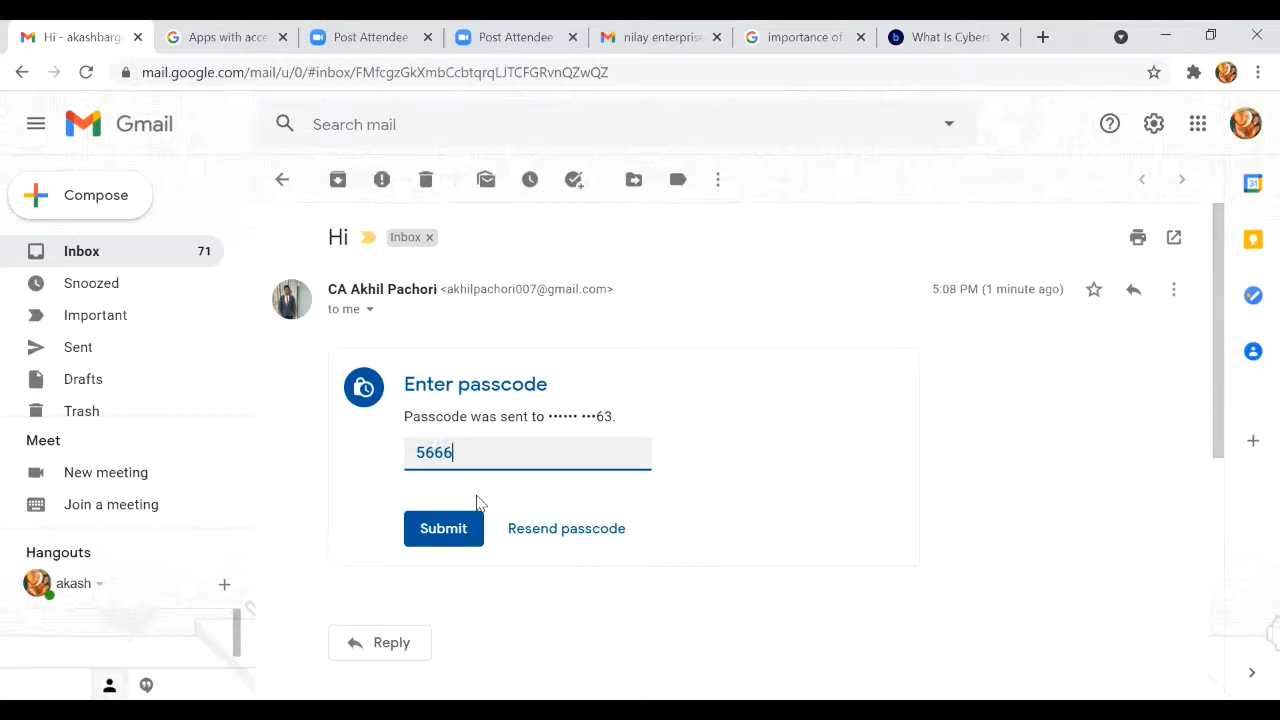 Hi - akashbarg
Apps with acce
Post Attendee
Post Attendee
nilay enterprise
importance of
What Is Cybers
mail.google.com/mail/u/0/#inbox/FMfcgzGkXmbCcbtqrqLJTCFGRvnQZwQZ
Gmail
Search mail
Compose
Inbox 71
Snoozed
Important
Sent
Drafts
Trash
Meet
New meeting
Join a meeting
Hangouts
akash
Hi
Inbox
CA Akhil Pachori <akhilpachori007@gmail.com>
5:08 PM (1 minute ago)
to me
Enter passcode
Passcode was sent to •••••• •••63.
5666
Submit
Resend passcode
Reply
31